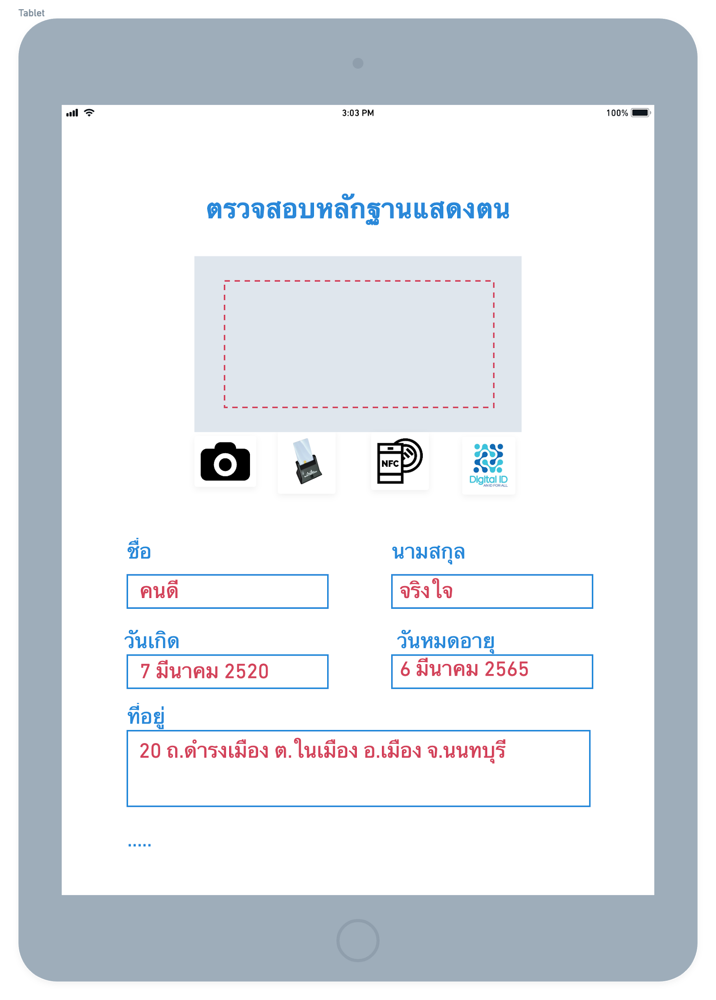 Tablet
3:03 PM
100%
ตรวจสอบหลักฐานแสดงตน
NFC
Digital ID
AN ID FOR ALL
ชื่อ
นามสกุล
คนดี
จริงใจ
วันเกิด
วันหมดอายุ
7 มีนาคม 2520
6 มีนาคม 2565
ที่อยู่
20 ถ.ดำรงเมือง ต.ในเมือง อ.เมือง จ.นนทบุรี
.....